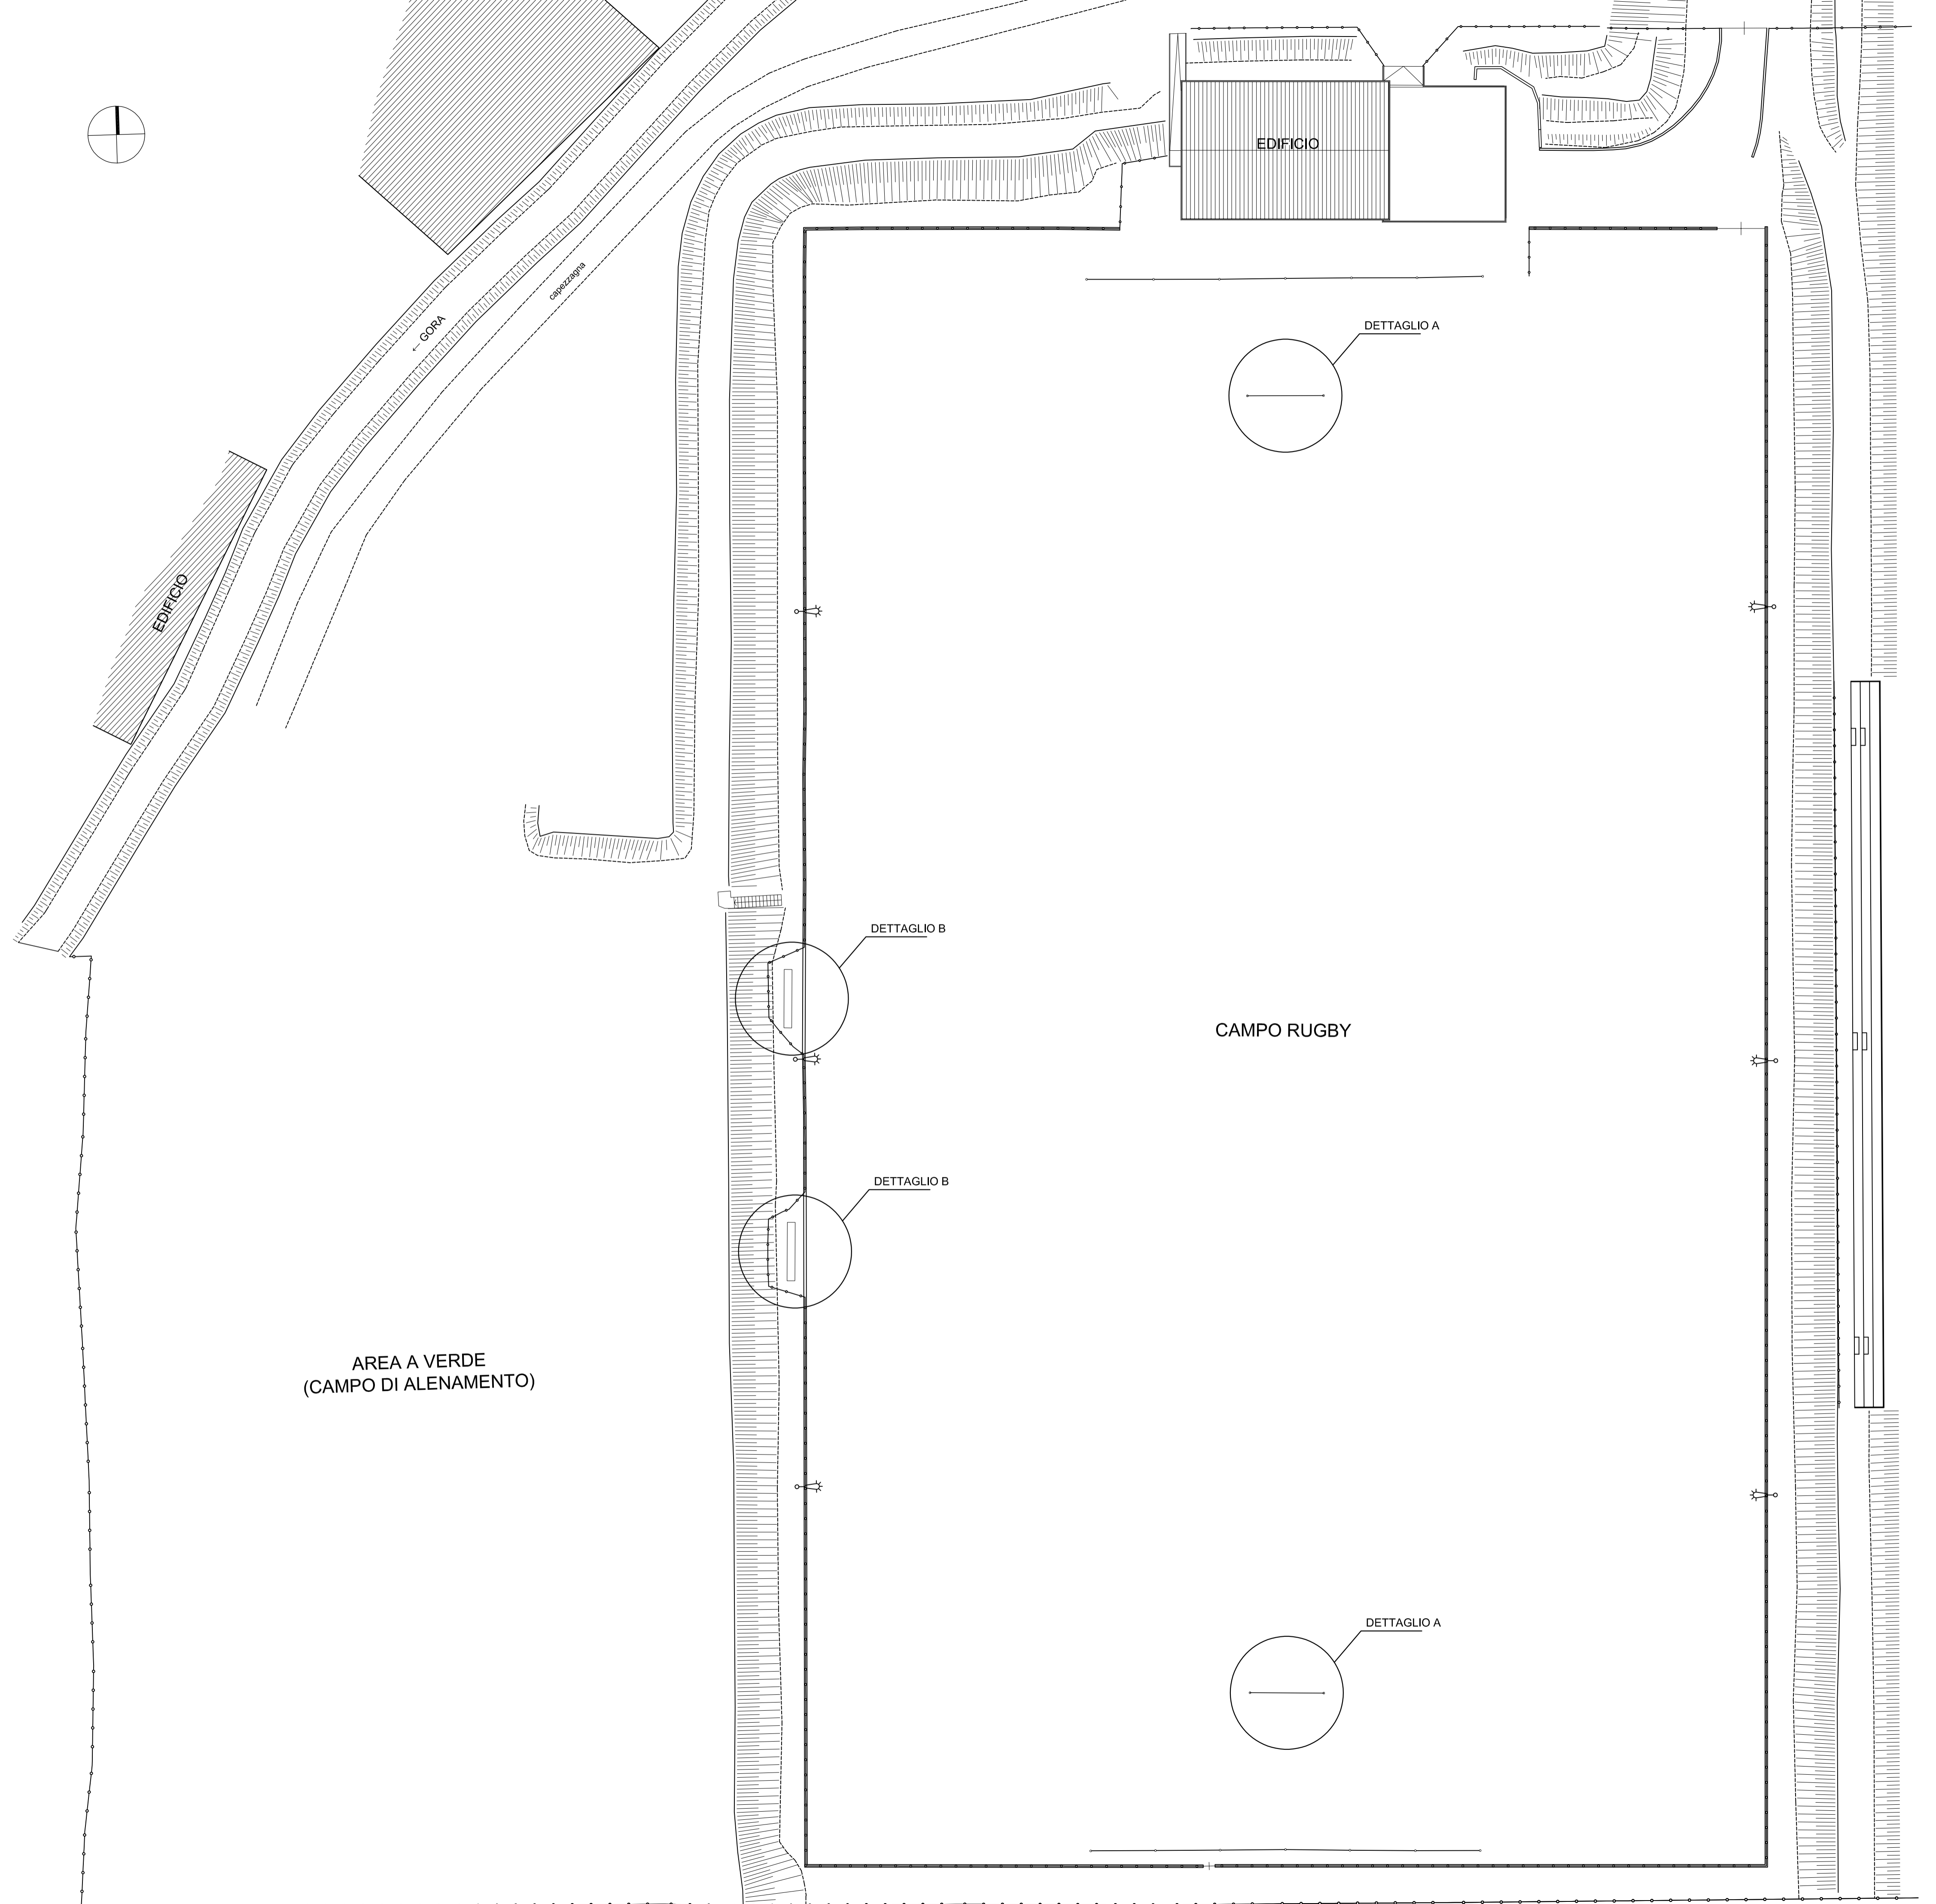 EDIFICIO
capezzagna
← GORA
DETTAGLIO A
EDIFICIO
DETTAGLIO B
CAMPO RUGBY
DETTAGLIO B
AREA A VERDE
(CAMPO DI ALENAMENTO)
DETTAGLIO A